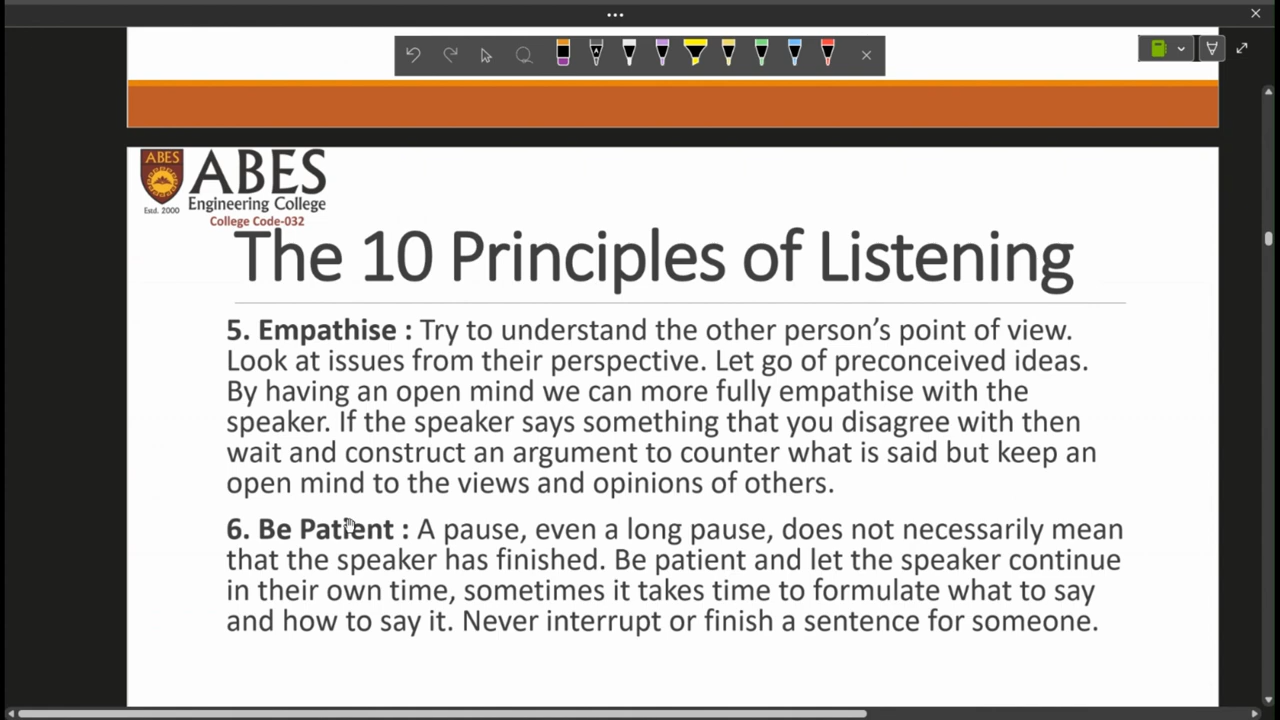 ABES
ABES
Engineering College
Estd. 2000
College Code-032
The 10 Principles of Listening
5. Empathise : Try to understand the other person’s point of view.
Look at issues from their perspective. Let go of preconceived ideas.
By having an open mind we can more fully empathise with the
speaker. If the speaker says something that you disagree with then
wait and construct an argument to counter what is said but keep an
open mind to the views and opinions of others.
6. Be Patient : A pause, even a long pause, does not necessarily mean
that the speaker has finished. Be patient and let the speaker continue
in their own time, sometimes it takes time to formulate what to say
and how to say it. Never interrupt or finish a sentence for someone.